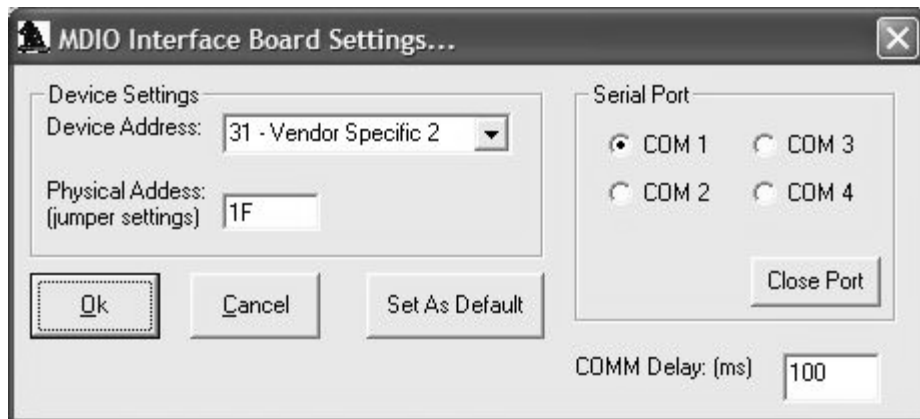 MDIO Interface Board Settings...
Device Settings
Device Address:
31 - Vendor Specific 2
Physical Addess:
(jumper settings)
1F
Ok
Cancel
Set As Default
Serial Port
COM 1
COM 3
COM 2
COM 4
Close Port
COMM Delay: (ms)
100